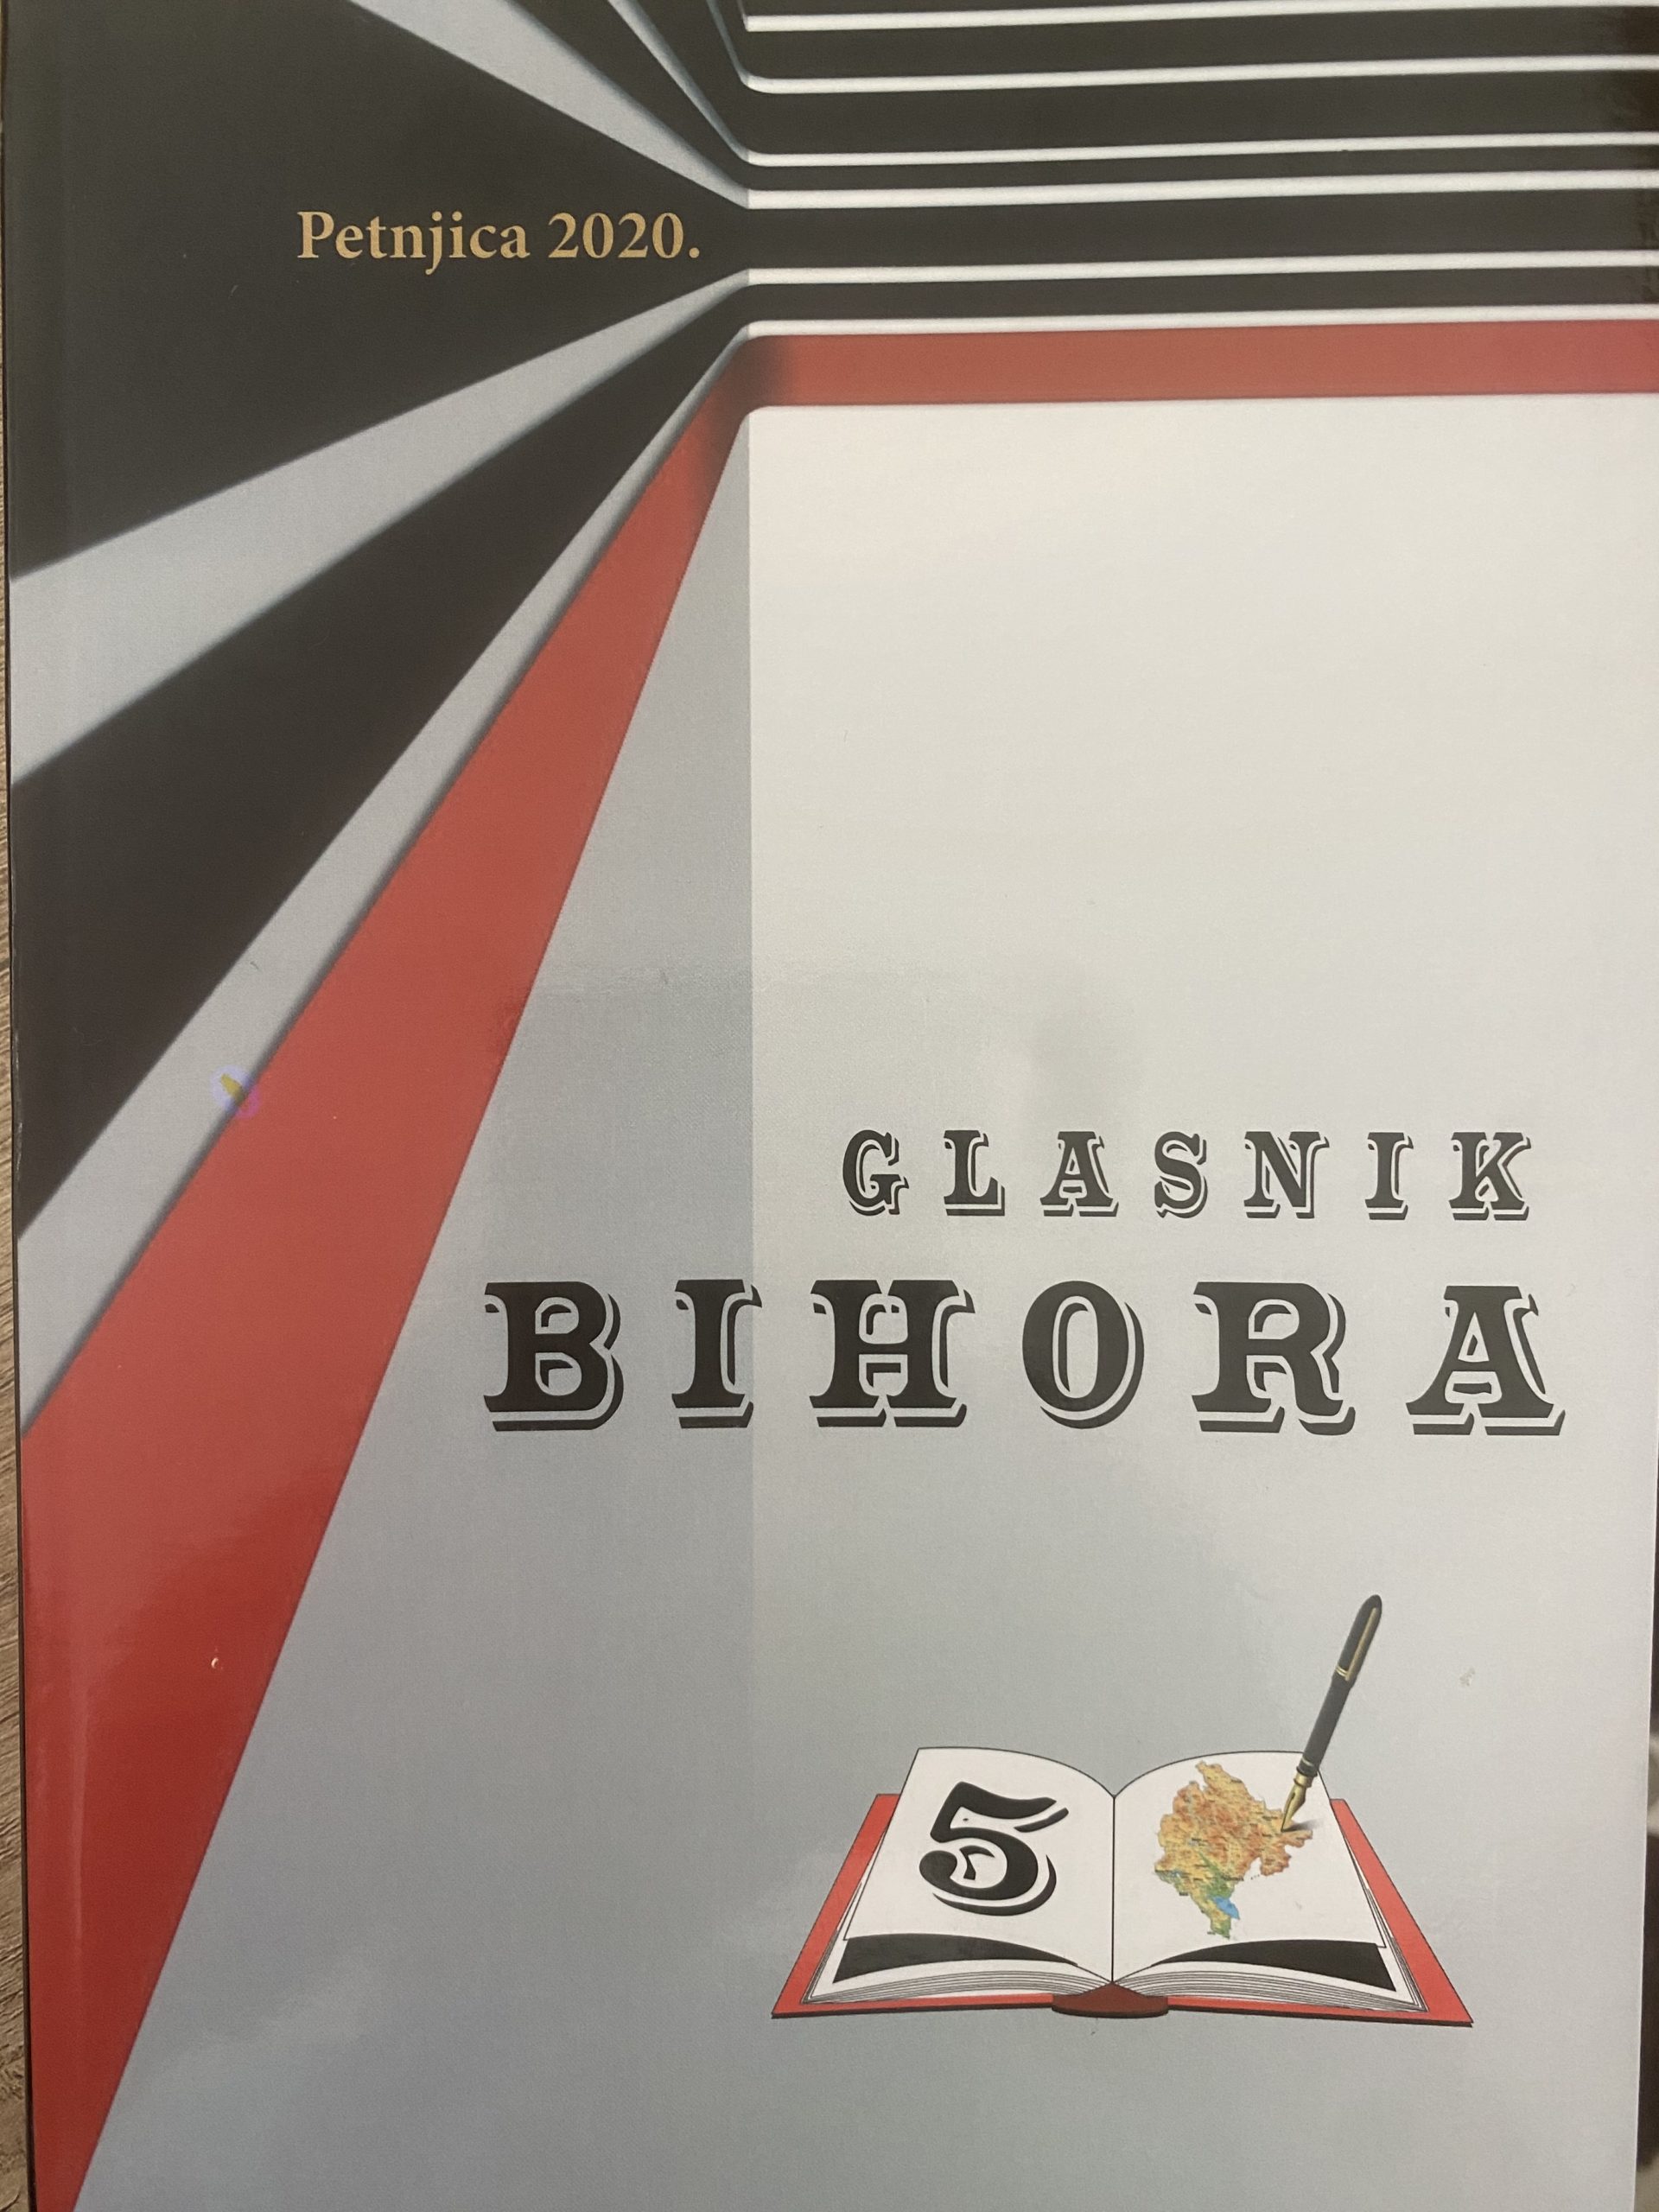 Petnjica 2020.
GLASNIK
BIHORA
5